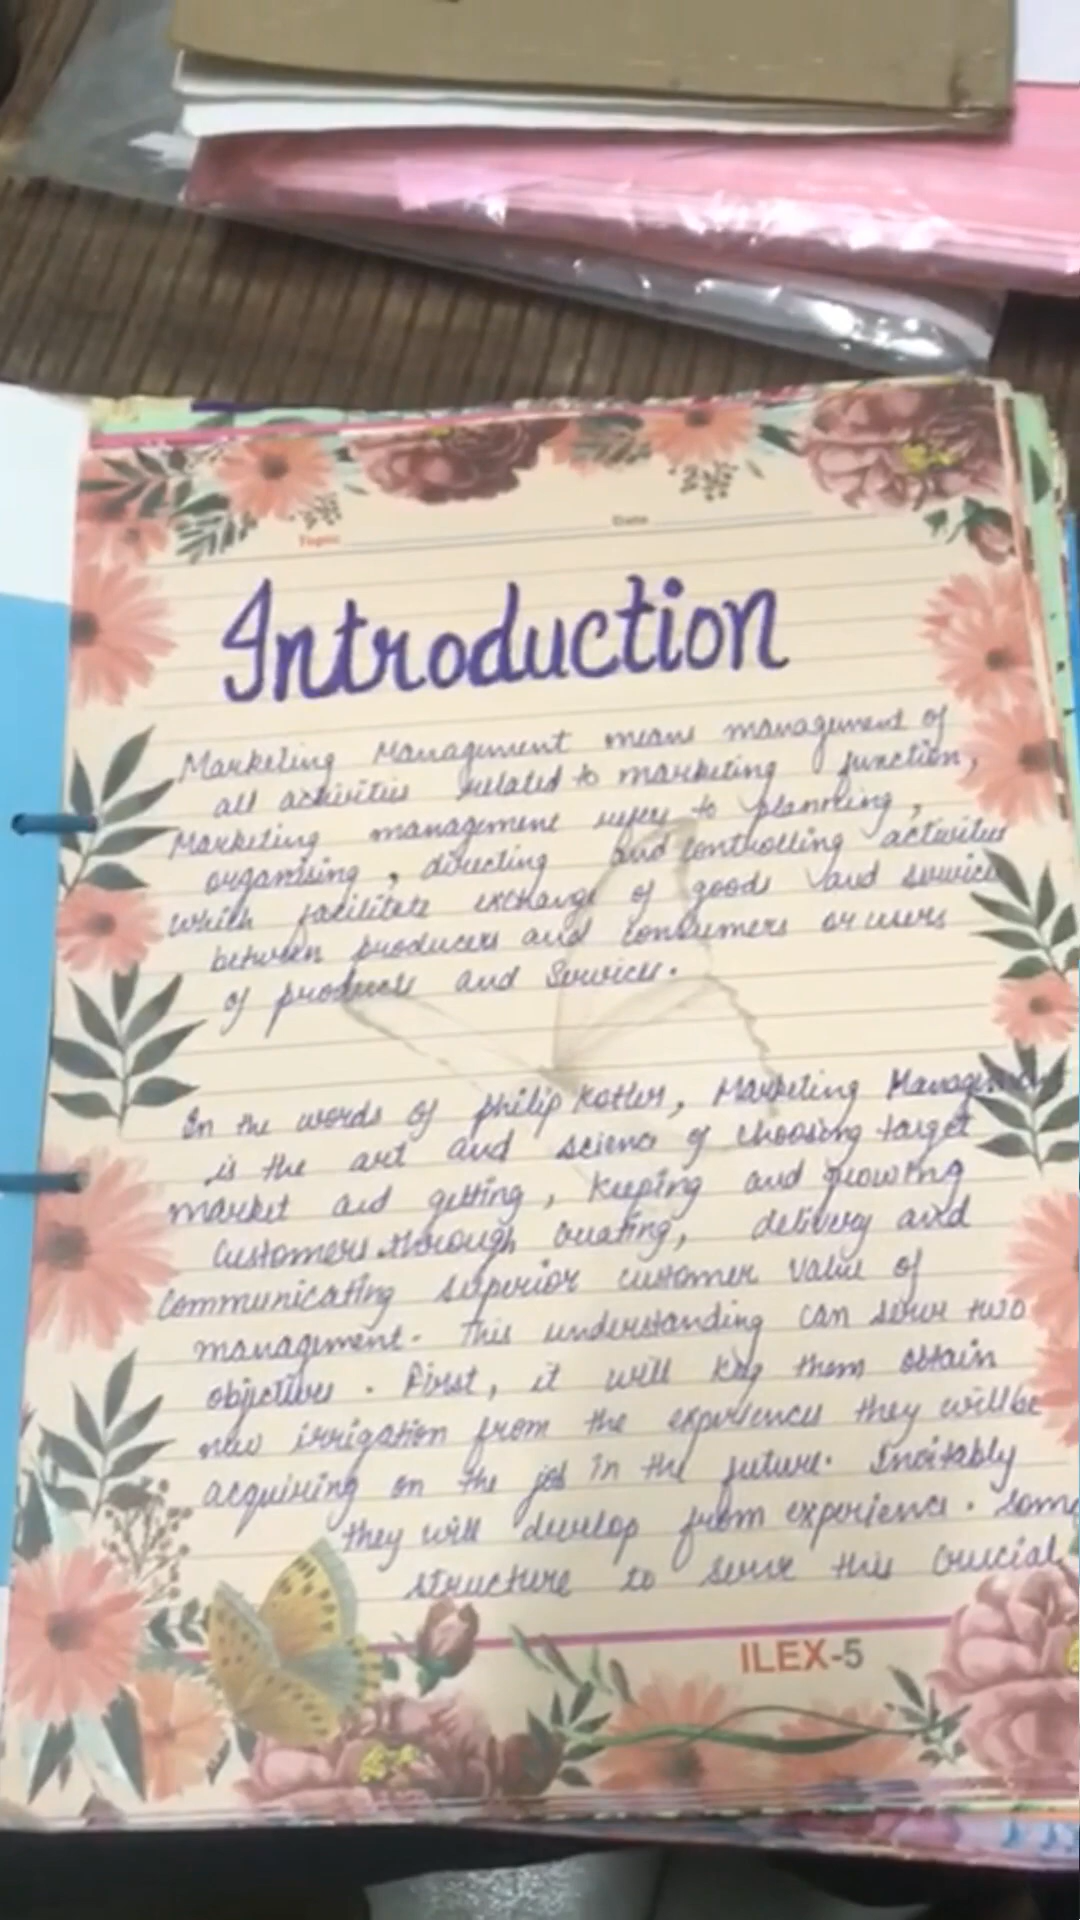 Topic Date
Introduction
Marketing Management means management of
all activities related to marketing function,
Marketing management refer to planning,
organising, directing and controlling activities
which facilitate exchange of goods and service
between producers and consumers or users
of products and Services.
In the words of philip Kotler, Marketing Management
is the art and science of choosing target
market and getting, keeping and growing
customers through creating, delivery and
communicating superior customer value of
management. This understanding can serve two
objectives. First, it will them obtain
new irrigation from the experiences they will be
acquiring on the job in the future. Inevitably
they will develop from experience. Some
structure to serve this crucial
ILEX-5